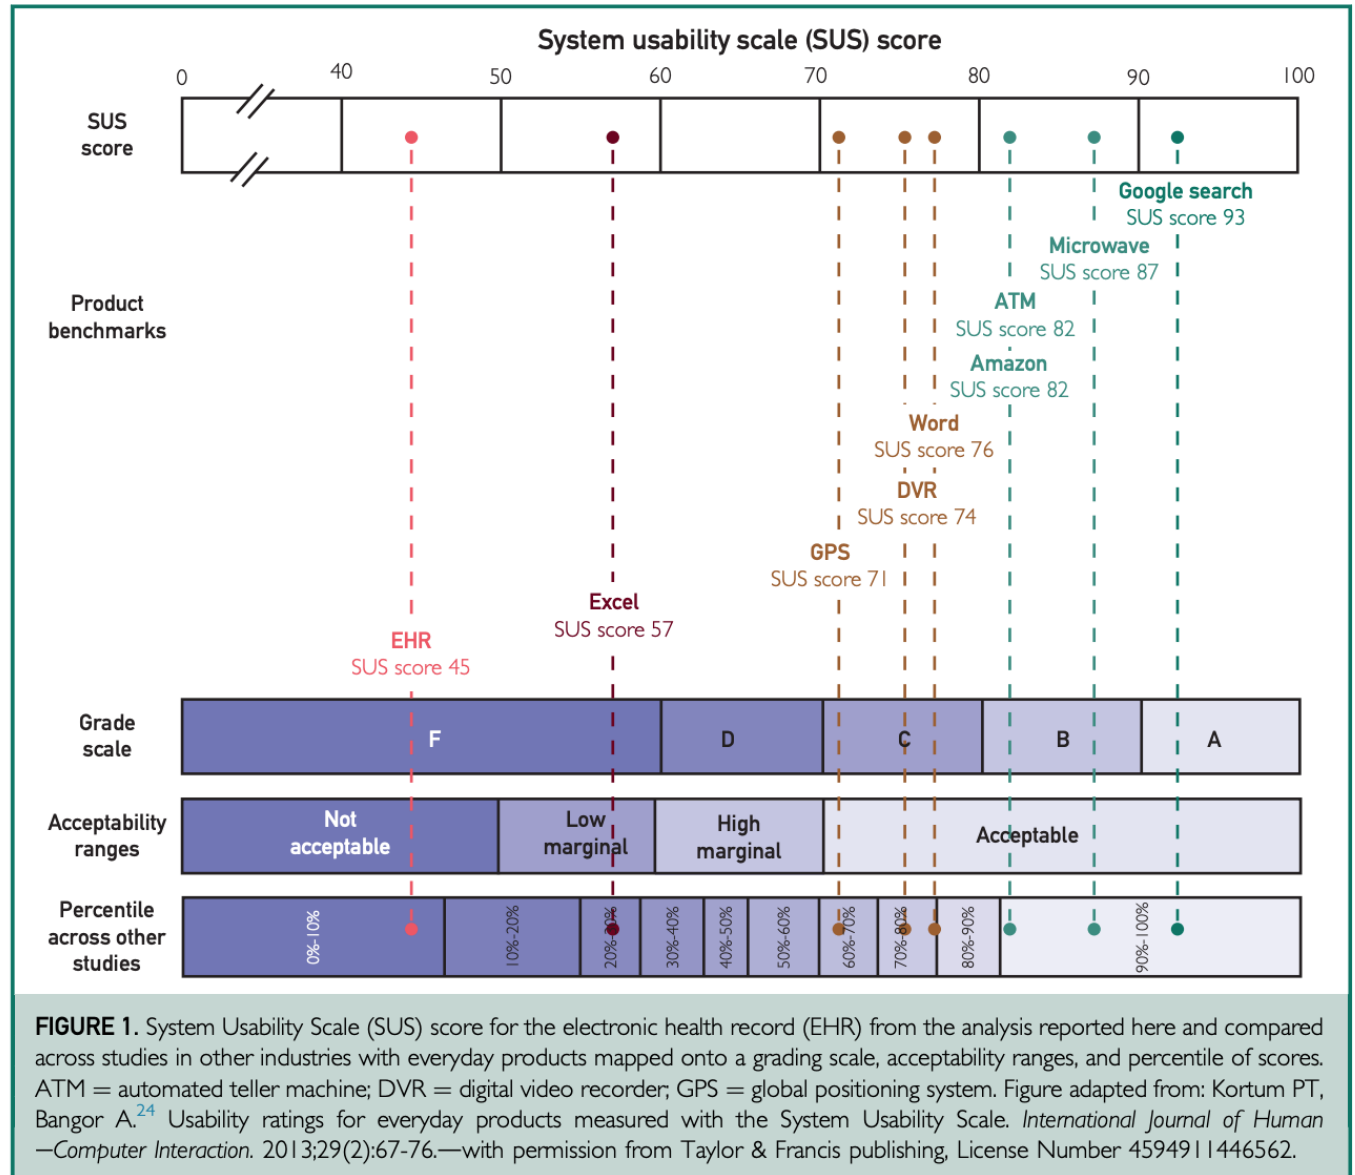 System usability scale (SUS) score
0 40 50 60 70 80 90 100
SUS
score
Google search
SUS score 93
Microwave
SUS score 87
Product
benchmarks
ATM
SUS score 82
Amazon
SUS score 82
Word
SUS score 76
DVR
SUS score 74
GPS
SUS score 71
Excel
SUS score 57
EHR
SUS score 45
Grade
scale
F D C B A
Acceptability
ranges
Not
acceptable
Low
marginal
High
marginal
Acceptable
Percentile
across other
studies
0%-10% 10%-20% 20%-30% 30%-40% 40%-50% 50%-60% 60%-70% 70%-80% 80%-90% 90%-100%
FIGURE 1. System Usability Scale (SUS) score for the electronic health record (EHR) from the analysis reported here and compared
across studies in other industries with everyday products mapped onto a grading scale, acceptability ranges, and percentile of scores.
ATM = automated teller machine; DVR = digital video recorder; GPS = global positioning system. Figure adapted from: Kortum PT,
Bangor A.24 Usability ratings for everyday products measured with the System Usability Scale. International Journal of Human
—Computer Interaction. 2013;29(2):67-76.—with permission from Taylor & Francis publishing, License Number 4594911446562.